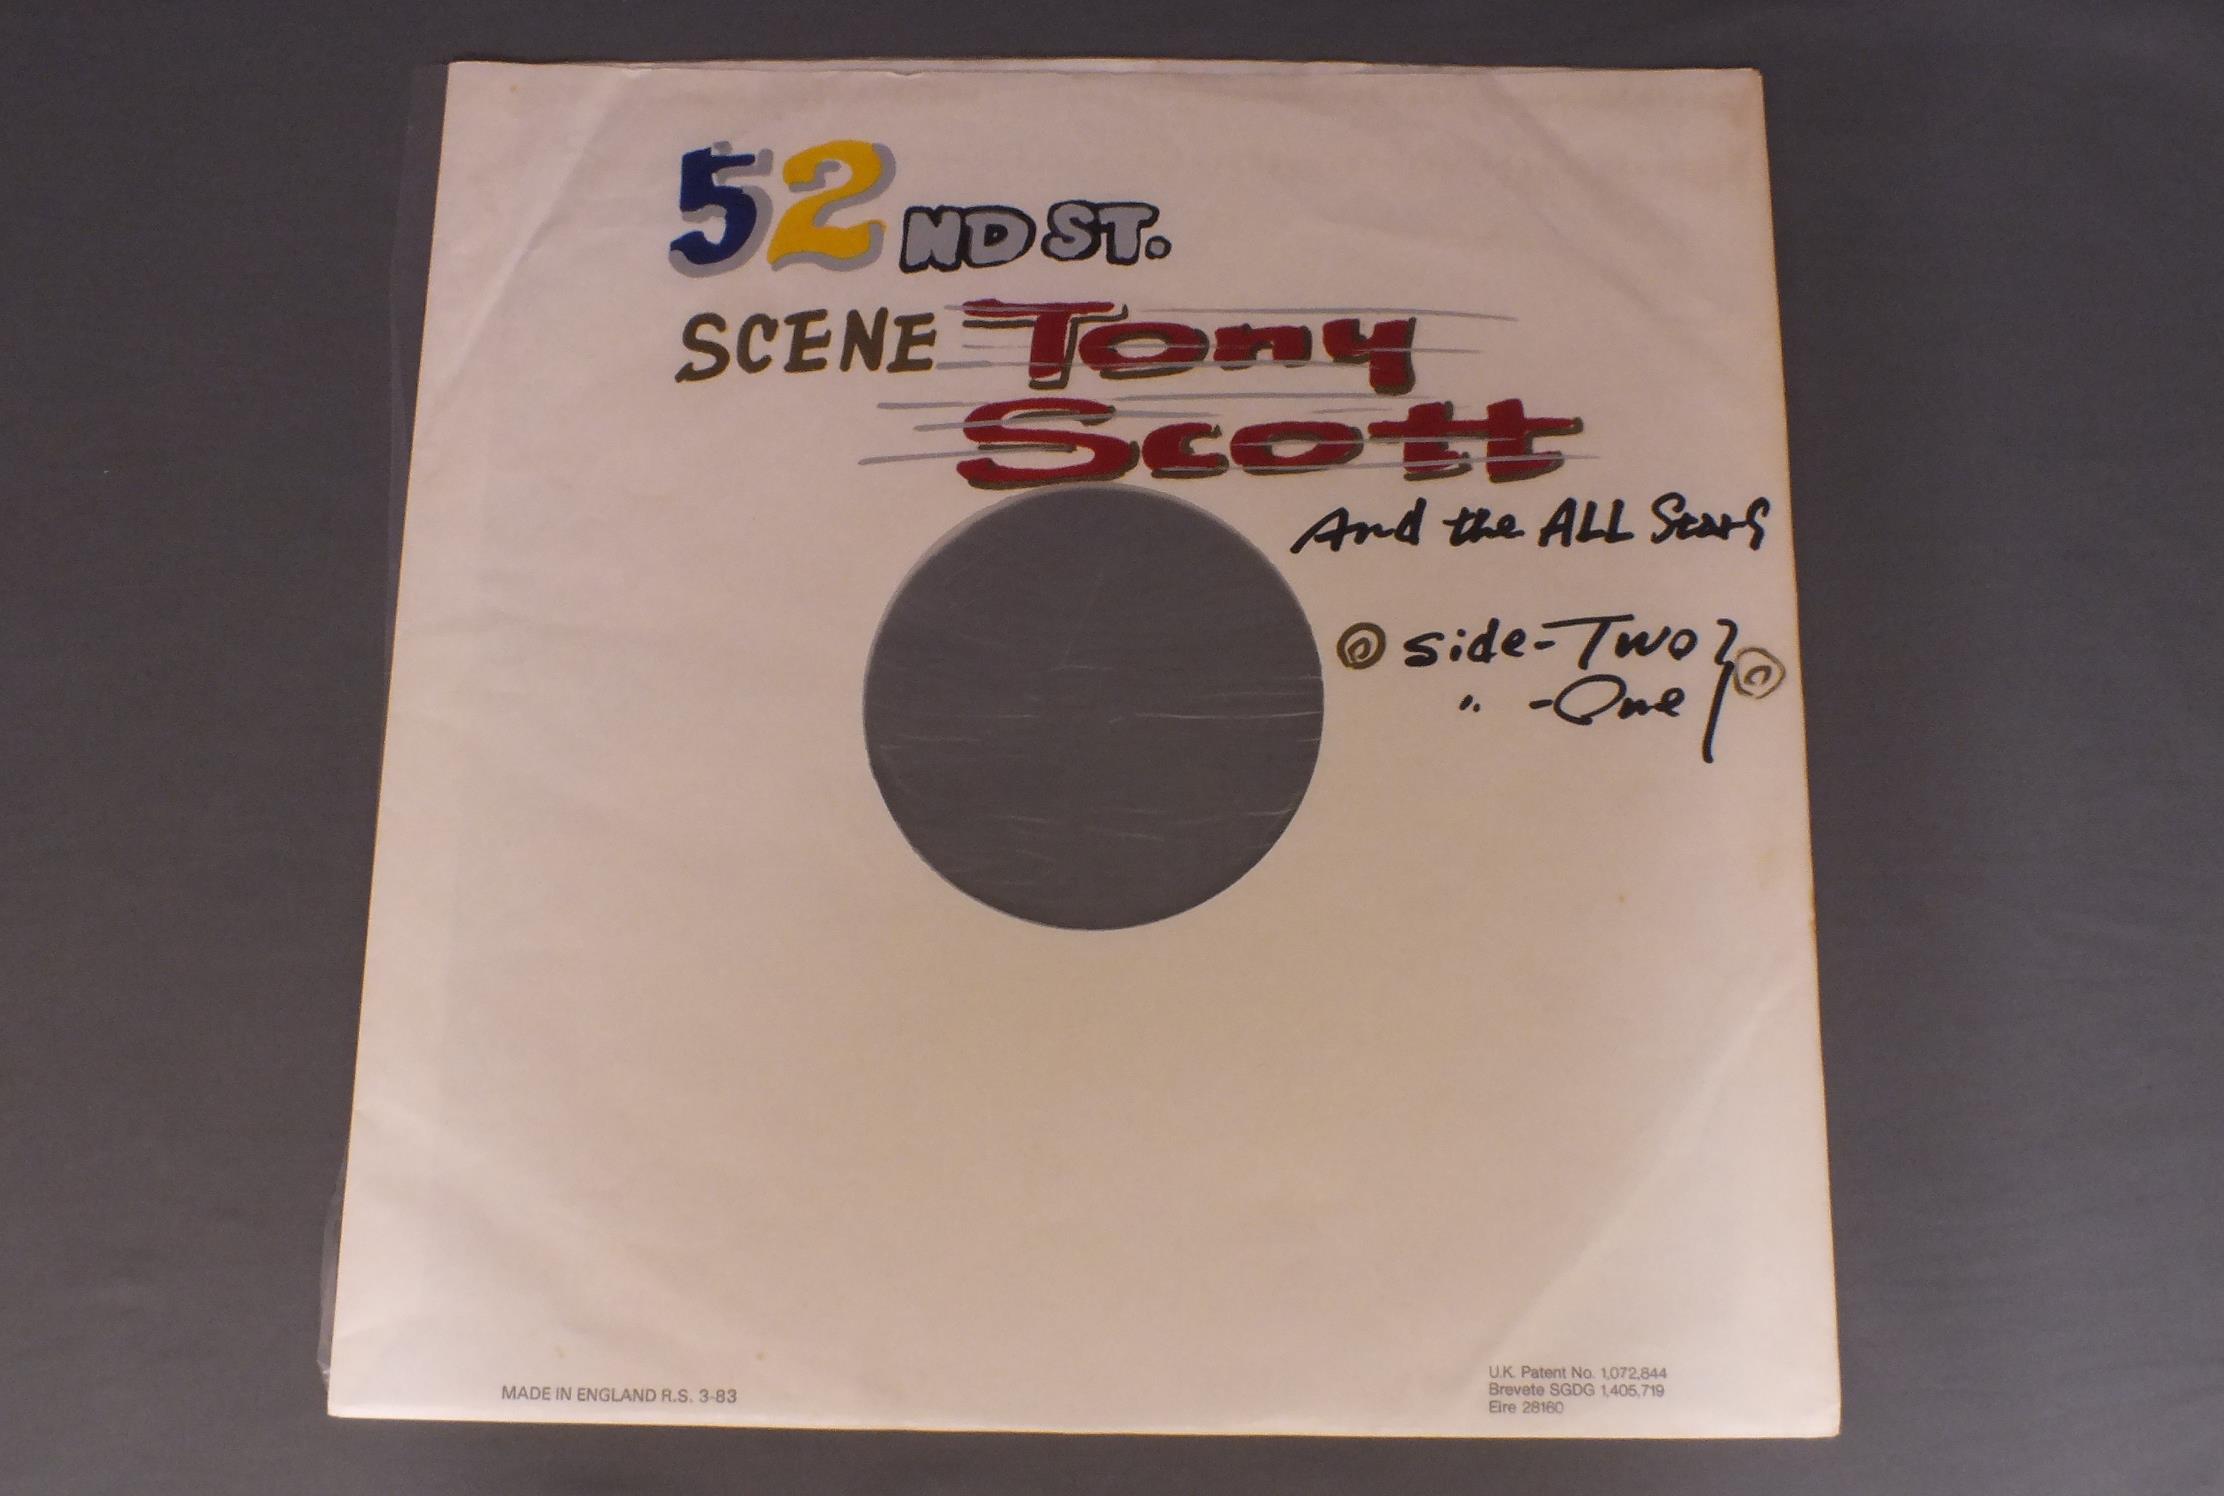 52ND ST.
SCENE Tony
Scott
And the ALL Stars
◎ side-Two
〃 -One ◎
MADE IN ENGLAND R.S. 3-83
U.K. Patent No. 1,072,844
Brevete SGDG 1,405,719
Eire 28160